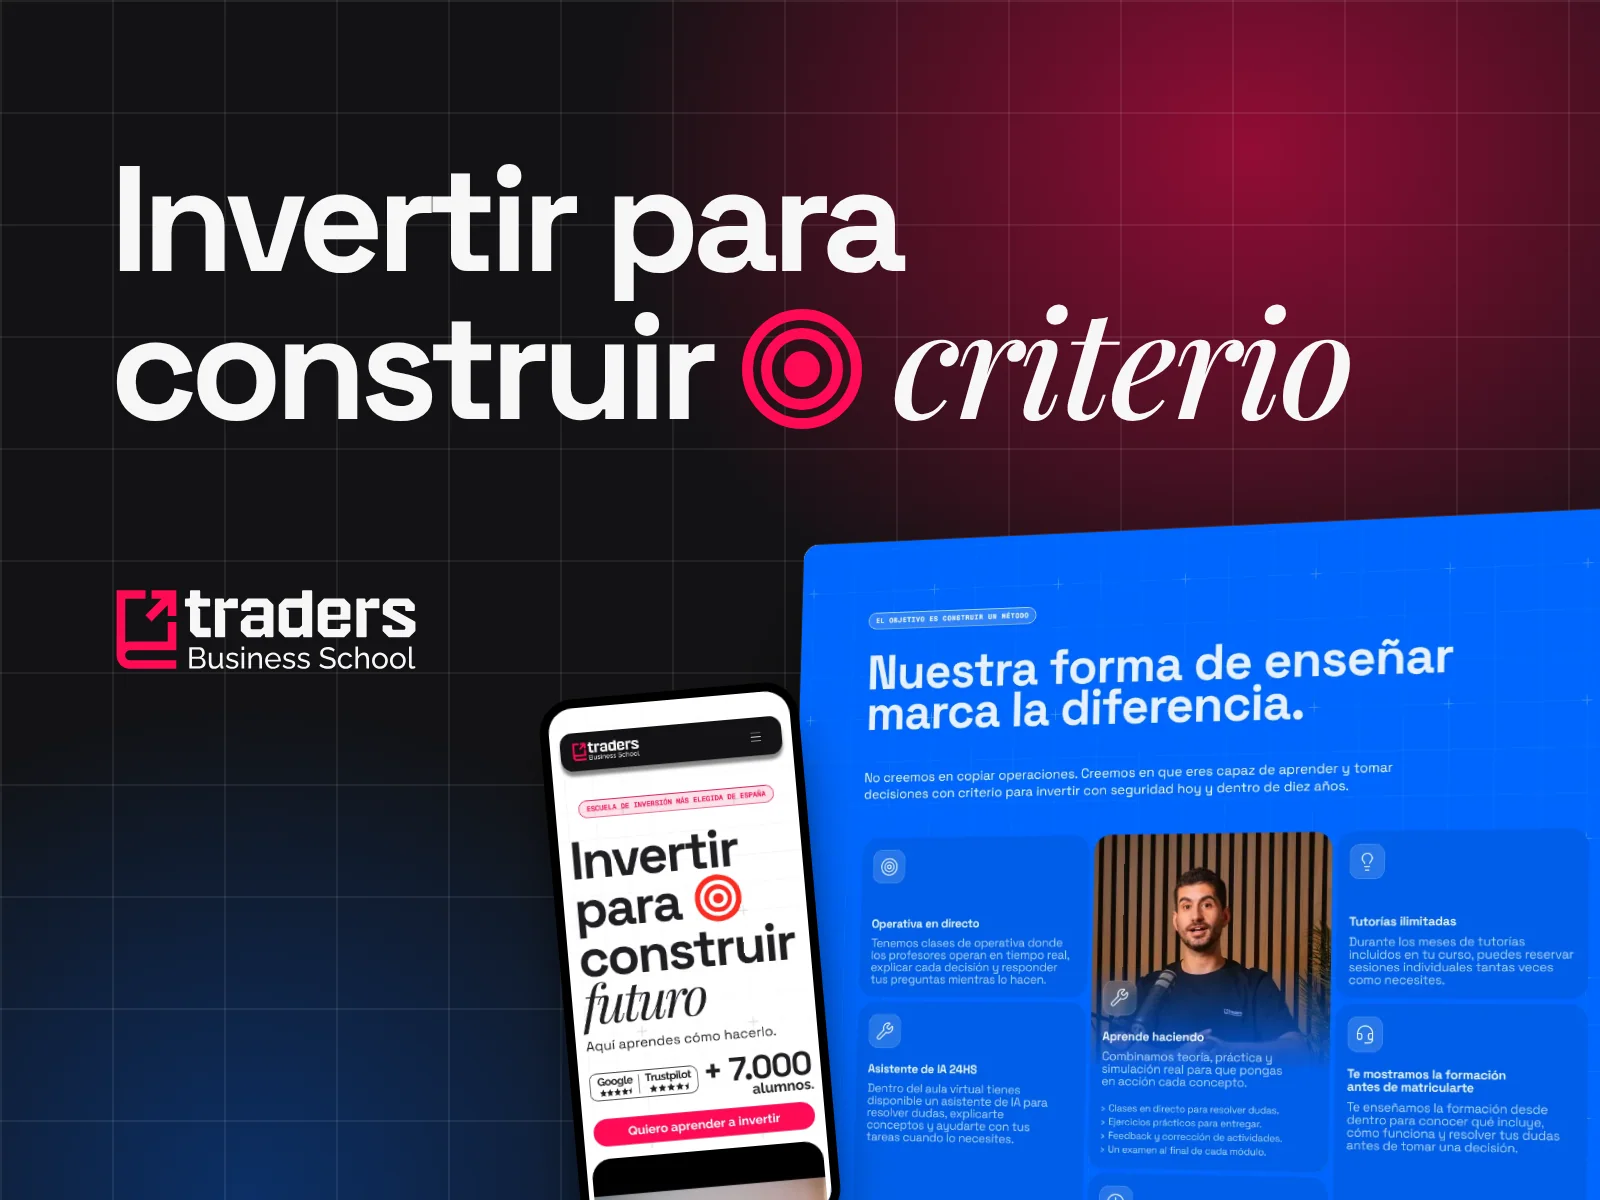 Invertir para
construir criterio
traders
Business School
traders
Business School
ESCUELA DE INVERSIÓN MÁS ELEGIDA DE ESPAÑA
Invertir
para
construir
futuro
Aquí aprendes cómo hacerlo.
Google
Trustpilot
+ 7.000
alumnos.
Quiero aprender a invertir
EL OBJETIVO ES CONSTRUIR UN MÉTODO
Nuestra forma de enseñar
marca la diferencia.
No creemos en copiar operaciones. Creemos en que eres capaz de aprender y tomar
decisiones con criterio para invertir con seguridad hoy y dentro de diez años.
Operativa en directo
Tenemos clases de operativa donde
los profesores operan en tiempo real,
explicar cada decisión y responder
tus preguntas mientras lo hacen.
Asistente de IA 24HS
Dentro del aula virtual tienes
disponible un asistente de IA para
resolver dudas, explicarte
conceptos y ayudarte con tus
tareas cuando lo necesites.
Aprende haciendo
Combinamos teoría, práctica y
simulación real para que pongas
en acción cada concepto.
> Clases en directo para resolver dudas.
> Ejercicios prácticos para entregar.
> Feedback y corrección de actividades.
> Un examen al final de cada módulo.
Tutorías ilimitadas
Durante los meses de tutorías
incluidos en tu curso, puedes reservar
sesiones individuales tantas veces
como necesites.
Te mostramos la formación
antes de matricularte
Te enseñamos la formación desde
dentro para conocer qué incluye,
cómo funciona y resolver tus dudas
antes de tomar una decisión.